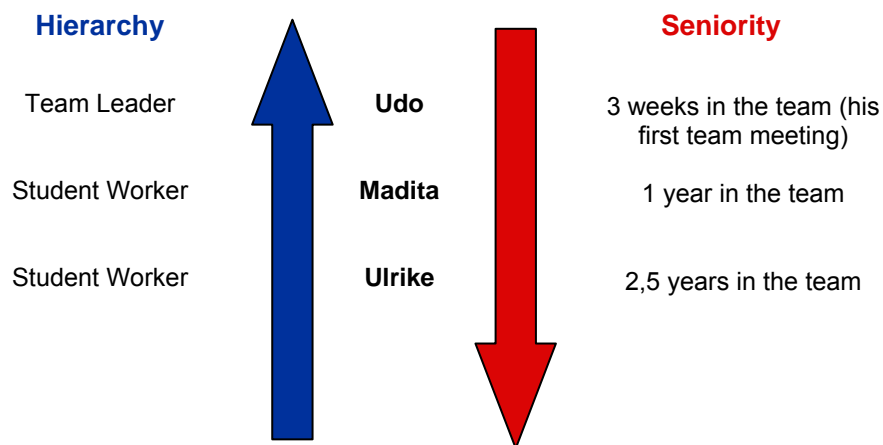 Hierarchy
Seniority
Team Leader
Udo
3 weeks in the team (his
first team meeting)
Student Worker
Madita
1 year in the team
Student Worker
Ulrike
2,5 years in the team